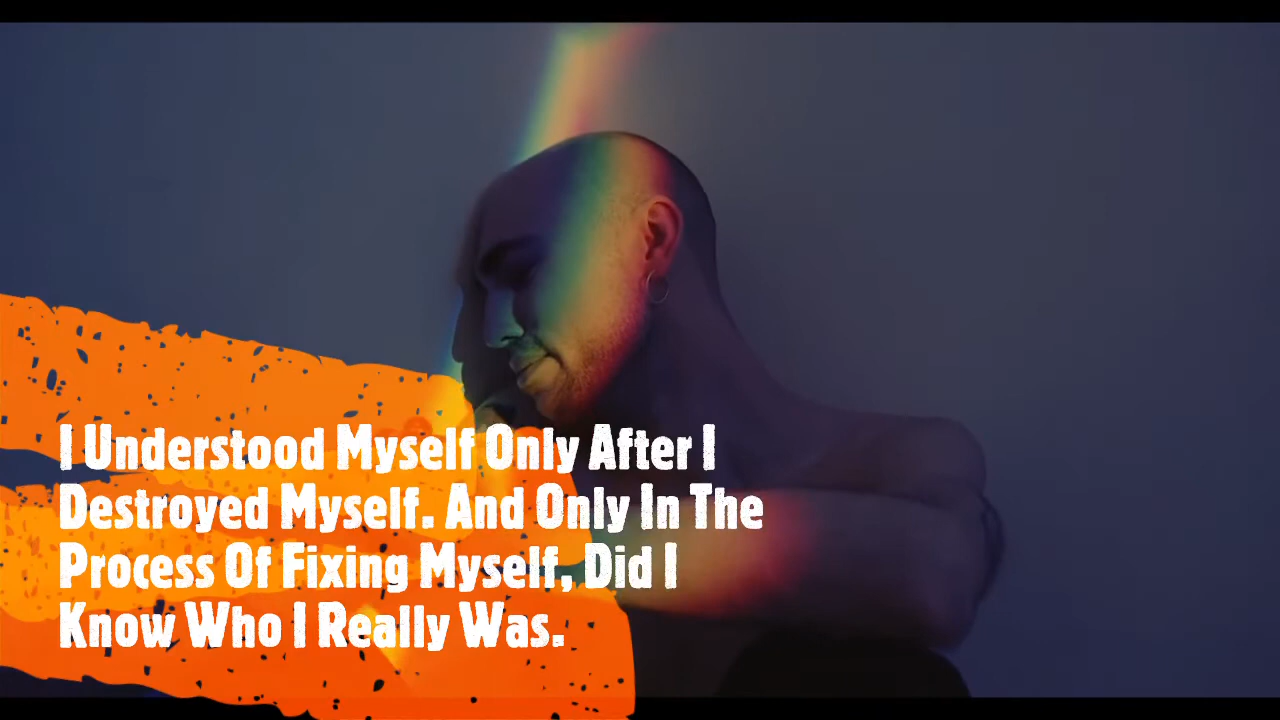 I Understood Myself Only After I
Destroyed Myself. And Only In The
Process Of Fixing Myself, Did I
Know Who I Really Was.